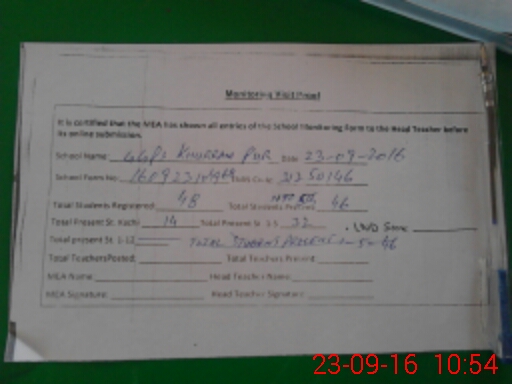 Monitoring Visit Proof
It is certified that the MEA has shown all entries of the School Monitoring Form to the Head Teacher before
its online submission.
School Name: GGPS KHURRAM PUR Date 23-09-2016
School Form No: EMIS Code: 31250146
Total Students Registered: 48 Total Students Present: 46
Total Present St. Kachi: 14 Total Present St. 1-5 32
Total present St. 1-12 TOTAL STUDENT PRESENT 46
Total Teachers Posted: Total Teachers Present:
MEA Name: Head Teacher Name:
MEA Signature: Head Teacher Signature:
23-09-16 10:54